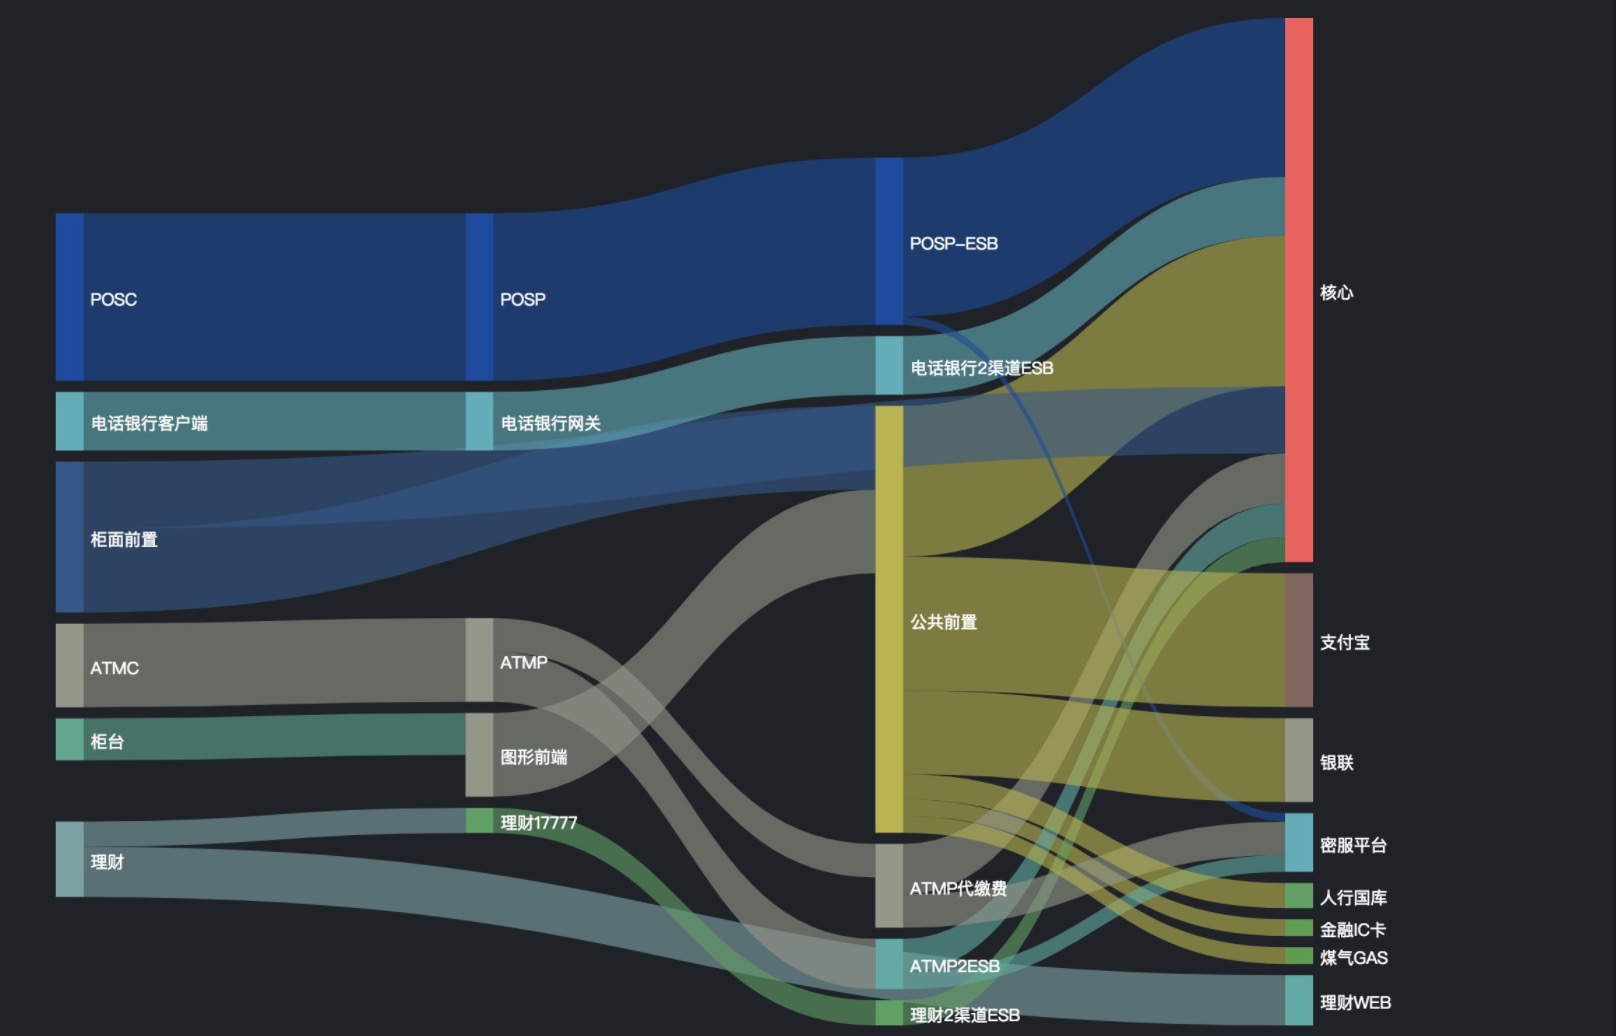 POSC
电话银行客户端
柜面前置
ATMC
柜台
理财
POSP
电话银行网关
ATMP
图形前端
理财17777
POSP-ESB
电话银行2渠道ESB
公共前置
ATMP代缴费
ATMP2ESB
理财2渠道ESB
核心
支付宝
银联
密服平台
人行国库
金融IC卡
煤气GAS
理财WEB